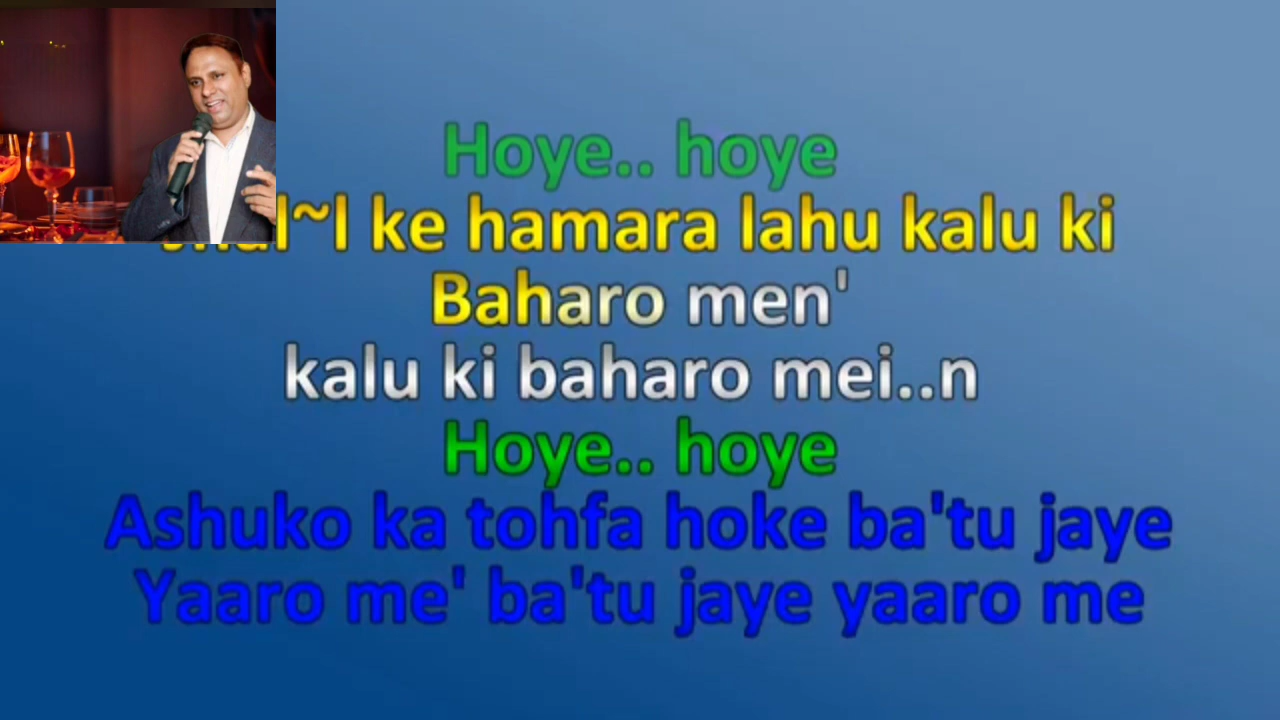 Hoye.. hoye
ke hamara lahu kalu ki
Baharo men'
kalu ki baharo mei..n
Hoye.. hoye
Ashuko ka tohfa hoke ba'tu jaye
Yaaro me' ba'tu jaye yaaro me